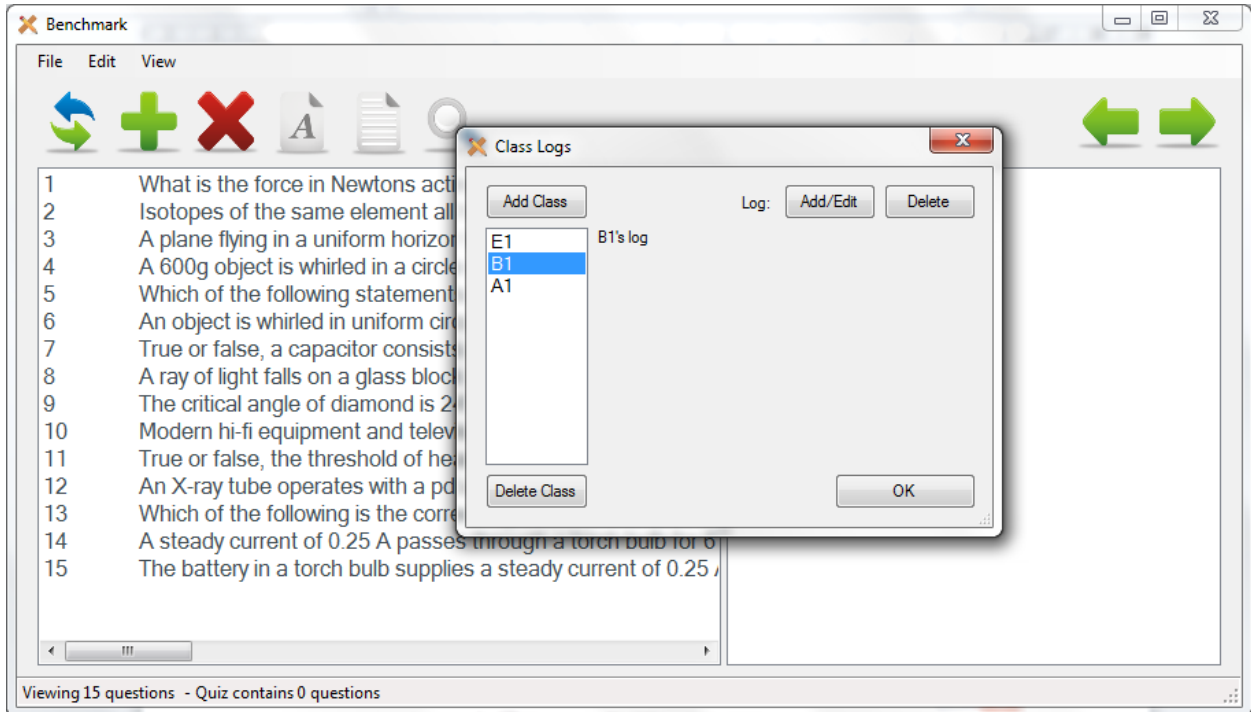 Benchmark
File Edit View
A
Class Logs
Add Class
Log: Add/Edit Delete
E1
B1
A1
B1's log
Delete Class
OK
1 What is the force in Newtons acti
2 Isotopes of the same element all
3 A plane flying in a uniform horizon
4 A 600g object is whirled in a circle
5 Which of the following statement
6 An object is whirled in uniform circ
7 True or false, a capacitor consists
8 A ray of light falls on a glass block
9 The critical angle of diamond is 24
10 Modern hi-fi equipment and telev
11 True or false, the threshold of hea
12 An X-ray tube operates with a pd
13 Which of the following is the corre
14 A steady current of 0.25 A passes through a torch bulb for 6
15 The battery in a torch bulb supplies a steady current of 0.25 A
Viewing 15 questions - Quiz contains 0 questions